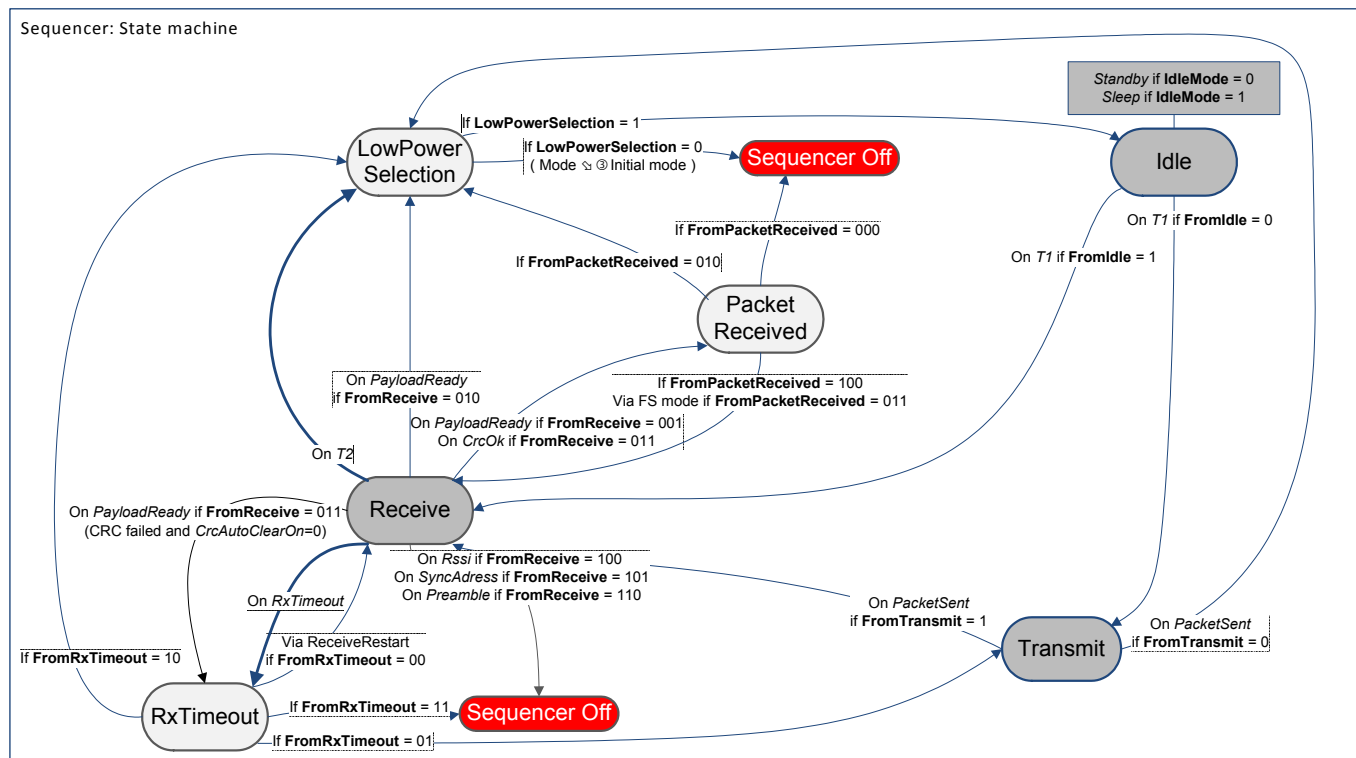 Sequencer: State machine
Standby if IdleMode = 0
Sleep if IdleMode = 1
If LowPowerSelection = 1
LowPower
Selection
If LowPowerSelection = 0
( Mode ⇘ ③ Initial mode )
Sequencer Off
Idle
On T1 if FromIdle = 0
If FromPacketReceived = 000
On T1 if FromIdle = 1
If FromPacketReceived = 010
Packet
Received
On PayloadReady
if FromReceive = 010
If FromPacketReceived = 100
Via FS mode if FromPacketReceived = 011
On PayloadReady if FromReceive = 001
On CrcOk if FromReceive = 011
On T2
Receive
On PayloadReady if FromReceive = 011
(CRC failed and CrcAutoClearOn=0)
On Rssi if FromReceive = 100
On SyncAdress if FromReceive = 101
On Preamble if FromReceive = 110
On RxTimeout
On PacketSent
if FromTransmit = 1
On PacketSent
if FromTransmit = 0
Via ReceiveRestart
if FromRxTimeout = 00
Transmit
If FromRxTimeout = 10
RxTimeout
If FromRxTimeout = 11
Sequencer Off
If FromRxTimeout = 01